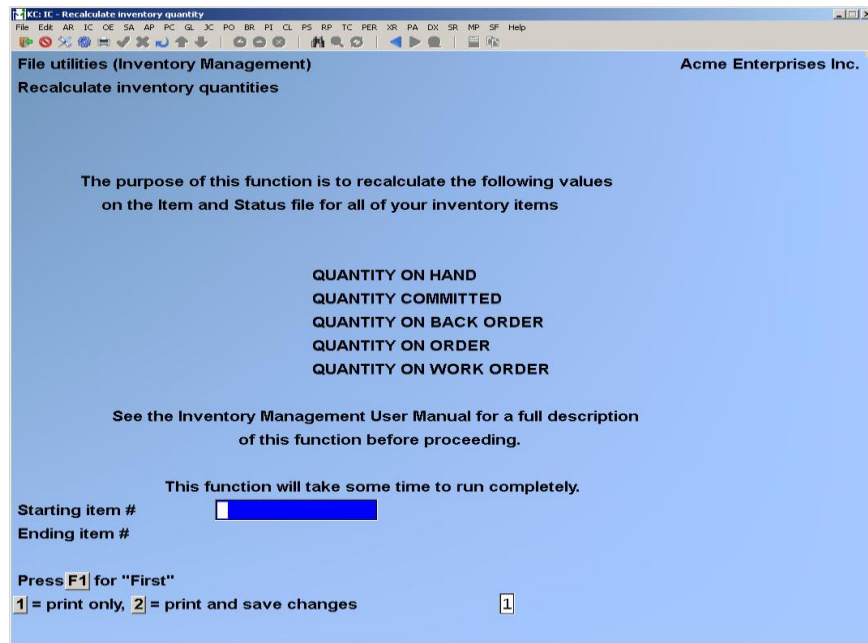 KC: IC - Recalculate inventory quantity
File Edit AR IC OE SA AP PC GL JC PO BR PI CL PS RP TC PER XR PA DX SR MP SF Help
File utilities (Inventory Management) Acme Enterprises Inc.
Recalculate inventory quantities
The purpose of this function is to recalculate the following values
on the Item and Status file for all of your inventory items
QUANTITY ON HAND
QUANTITY COMMITTED
QUANTITY ON BACK ORDER
QUANTITY ON ORDER
QUANTITY ON WORK ORDER
See the Inventory Management User Manual for a full description
of this function before proceeding.
This function will take some time to run completely.
Starting item #
Ending item #
Press F1 for "First"
1 = print only, 2 = print and save changes 1